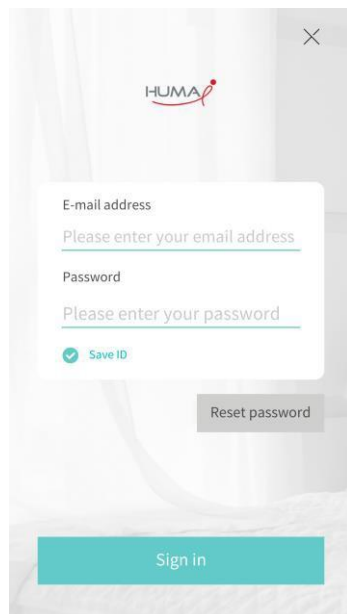 HUMA
E-mail address
Please enter your email address
Password
Please enter your password
Save ID
Reset password
Sign in